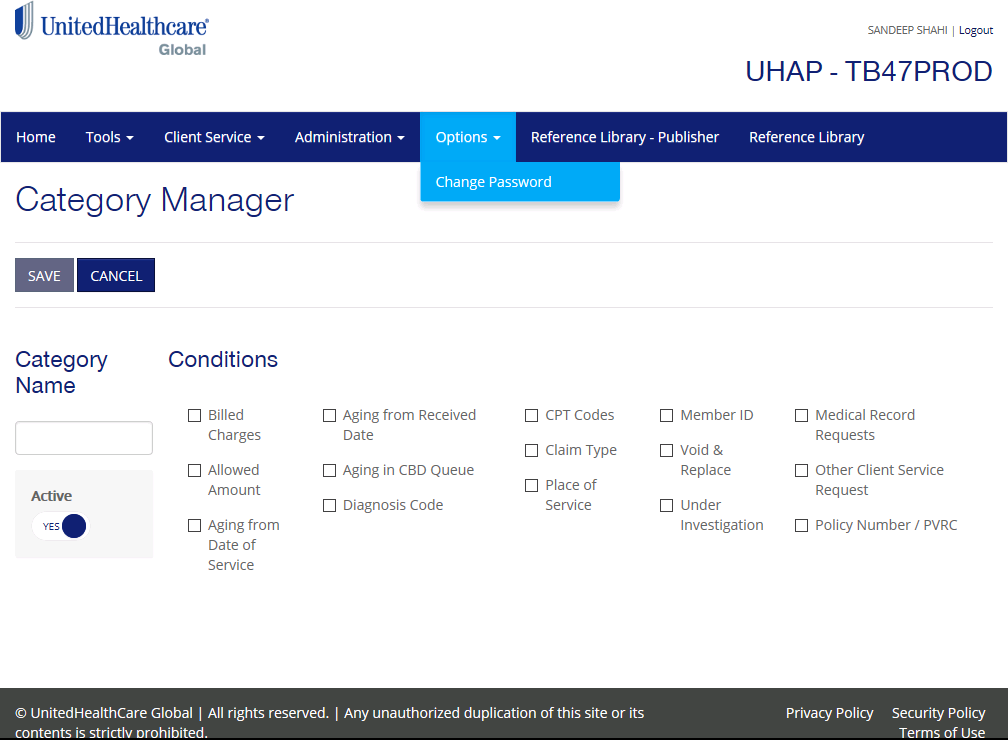 UnitedHealthcare®
Global
SANDEEP SHAHI | Logout
UHAP - TB47PROD
Home Tools Client Service Administration Options Reference Library - Publisher Reference Library
Change Password
Category Manager
SAVE CANCEL
Category
Name
Active
YES
Conditions
Billed
Charges
Allowed
Amount
Aging from
Date of
Service
Aging from Received
Date
Aging in CBD Queue
Diagnosis Code
CPT Codes
Claim Type
Place of
Service
Member ID
Void &
Replace
Under
Investigation
Medical Record
Requests
Other Client Service
Request
Policy Number / PVRC
© UnitedHealthCare Global | All rights reserved. | Any unauthorized duplication of this site or its
contents is strictly prohibited.
Privacy Policy Security Policy
Terms of Use